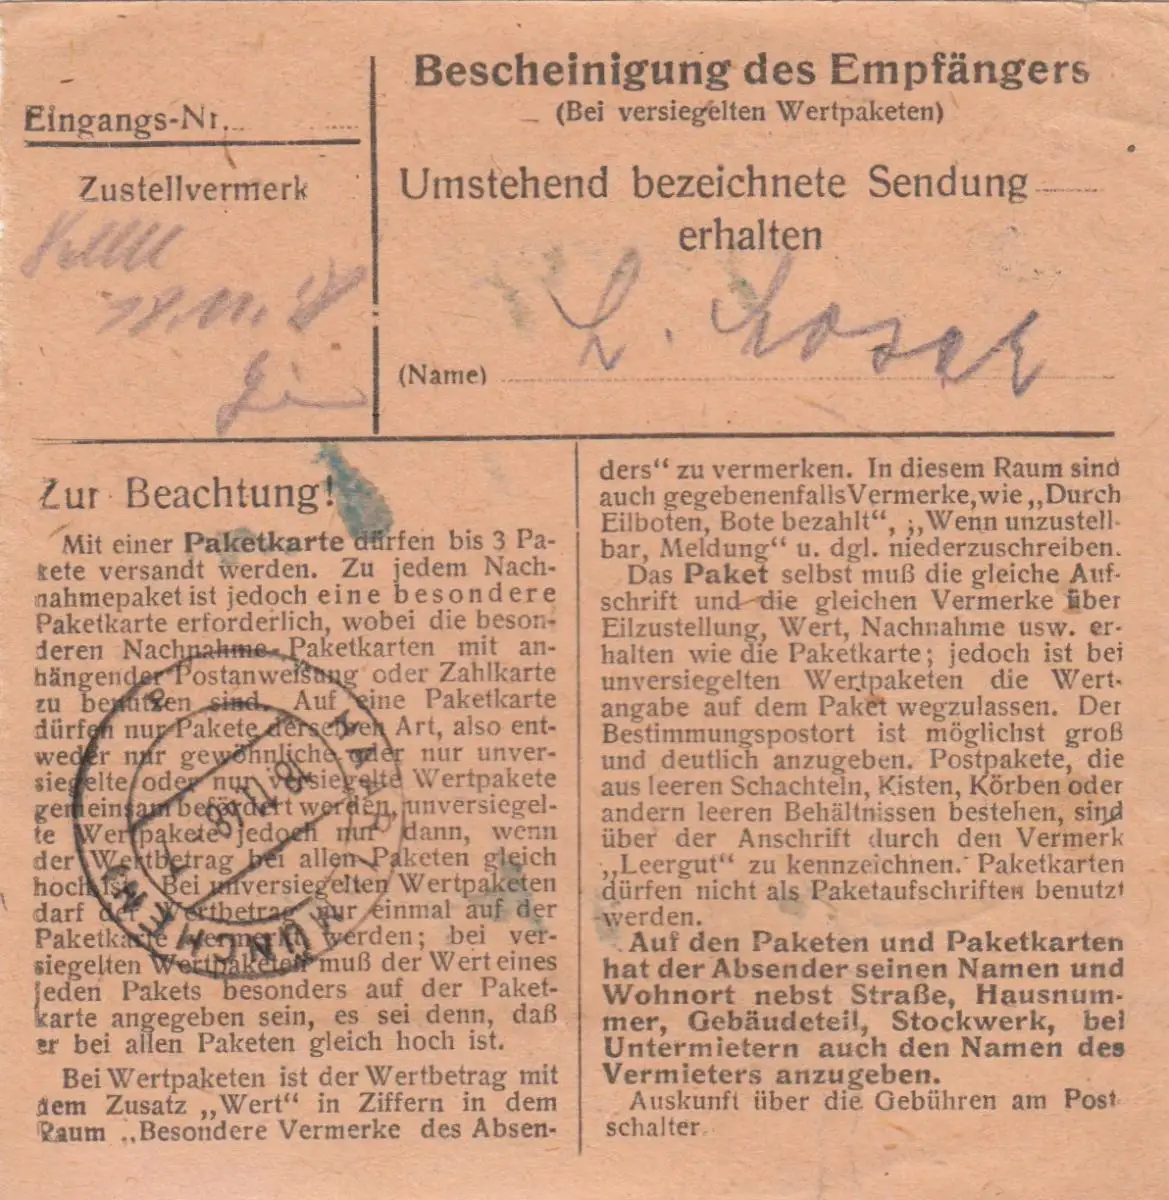 Eingangs-Nr.
Zustellvermerk
18.11.48
Bescheinigung des Empfängers
(Bei versiegelten Wertpaketen)
Umstehend bezeichnete Sendung
erhalten
(Name)
L.
Zur Beachtung!
Mit einer Paketkarte dürfen bis 3 Pa-
kete versandt werden. Zu jedem Nach-
nahmepaket ist jedoch eine besondere
Paketkarte erforderlich, wobei die beson-
deren Nachnahme-Paketkarten mit an-
hängender Postanweisung oder Zahlkarte
zu benützen sind. Auf eine Paketkarte
dürfen nur Pakete derselben Art, also ent-
weder nur gewöhnliche oder nur unver-
siegelte oder nur versiegelte Wertpakete
gemeinsam befördert werden, unversiegel-
te Wertpakete jedoch nur dann, wenn
der Wertbetrag bei allen Paketen gleich
hoch ist. Bei unversiegelten Wertpaketen
darf der Wertbetrag nur einmal auf der
Paketkarte vermerkt werden; bei ver-
siegelten Wertpaketen muß der Wert eines
jeden Pakets besonders auf der Paket-
karte angegeben sein, es sei denn, daß
er bei allen Paketen gleich hoch ist.
Bei Wertpaketen ist der Wertbetrag mit
dem Zusatz „Wert“ in Ziffern in dem
Raum „Besondere Vermerke des Absen-
ders“ zu vermerken. In diesem Raum sind
auch gegebenenfalls Vermerke, wie „Durch
Eilboten, Bote bezahlt“, „Wenn unzustell-
bar, Meldung“ u. dgl. niederzuschreiben.
Das Paket selbst muß die gleiche Auf-
schrift und die gleichen Vermerke über
Eilzustellung, Wert, Nachnahme usw. er-
halten wie die Paketkarte; jedoch ist bei
unversiegelten Wertpaketen die Wert-
angabe auf dem Paket wegzulassen. Der
Bestimmungspostort ist möglichst groß
und deutlich anzugeben. Postpakete, die
aus leeren Schachteln, Kisten, Körben oder
andern leeren Behältnissen bestehen, sind
über der Anschrift durch den Vermerk
„Leergut“ zu kennzeichnen. Paketkarten
dürfen nicht als Paketaufschriften benutzt
werden.
Auf den Paketen und Paketkarten
hat der Absender seinen Namen und
Wohnort nebst Straße, Hausnum-
mer, Gebäudeteil, Stockwerk, bei
Untermietern auch den Namen des
Vermieters anzugeben.
Auskunft über die Gebühren am Post
schalter.
HAAR
MÜNCHEN